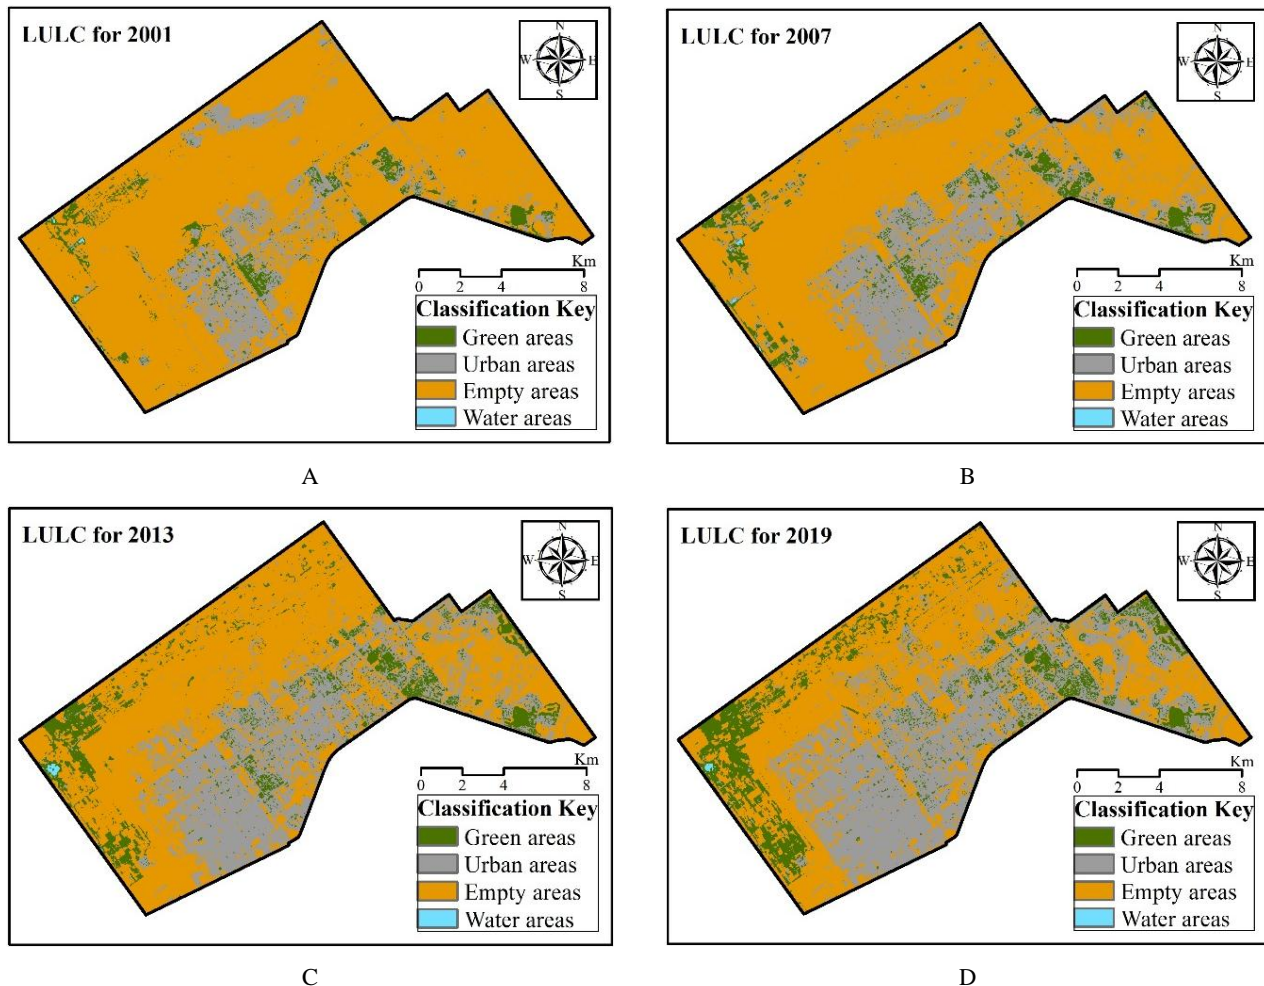 LULC for 2001
N
W E
S
Km
0 2 4 8
Classification Key
Green areas
Urban areas
Empty areas
Water areas
A
LULC for 2007
N
W E
S
Km
0 2 4 8
Classification Key
Green areas
Urban areas
Empty areas
Water areas
B
LULC for 2013
N
W E
S
Km
0 2 4 8
Classification Key
Green areas
Urban areas
Empty areas
Water areas
C
LULC for 2019
N
W E
S
Km
0 2 4 8
Classification Key
Green areas
Urban areas
Empty areas
Water areas
D